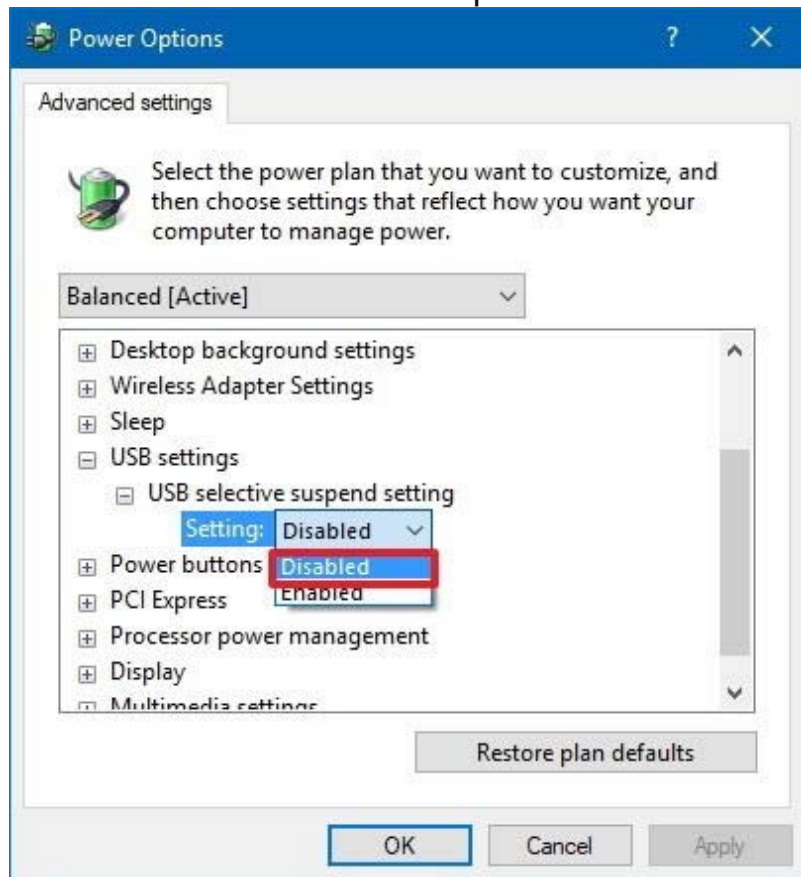 Power Options
?
Advanced settings
Select the power plan that you want to customize, and
then choose settings that reflect how you want your
computer to manage power.
Balanced [Active]
Desktop background settings
Wireless Adapter Settings
Sleep
USB settings
USB selective suspend setting
Setting: Disabled
Power buttons Disabled
PCI Express Enabled
Processor power management
Display
Multimedia settings
Restore plan defaults
OK Cancel Apply